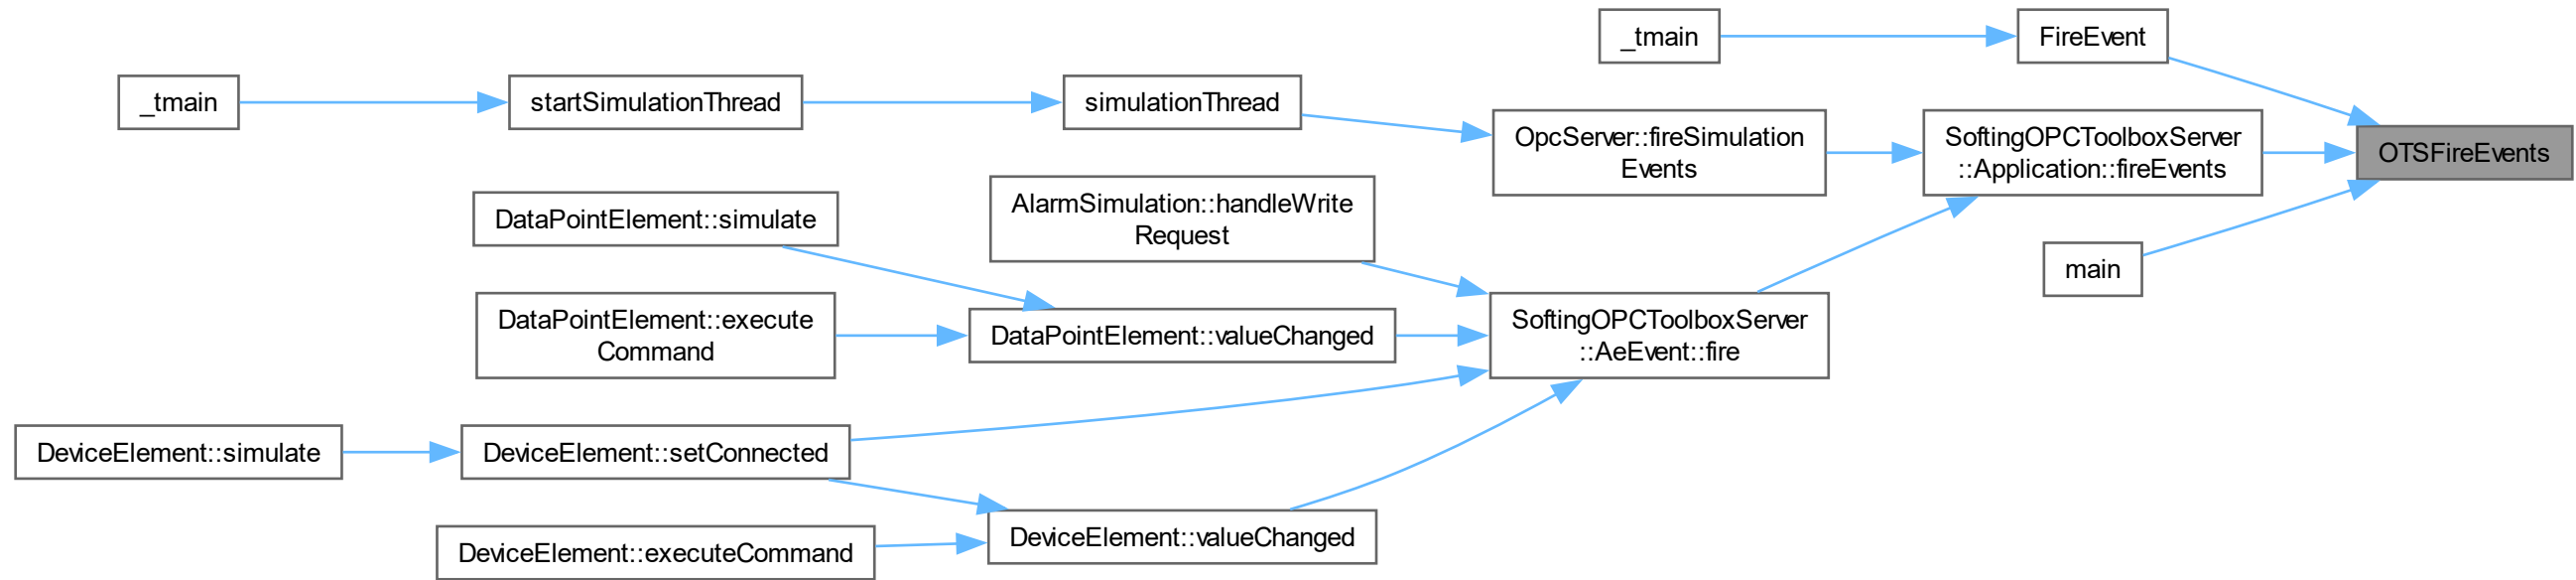 _tmain
FireEvent
_tmain
startSimulationThread
simulationThread
OpcServer::fireSimulation
Events
SoftingOPCToolboxServer
::Application::fireEvents
OTSFireEvents
DataPointElement::simulate
AlarmSimulation::handleWrite
Request
main
DataPointElement::execute
Command
DataPointElement::valueChanged
SoftingOPCToolboxServer
::AeEvent::fire
DeviceElement::simulate
DeviceElement::setConnected
DeviceElement::executeCommand
DeviceElement::valueChanged